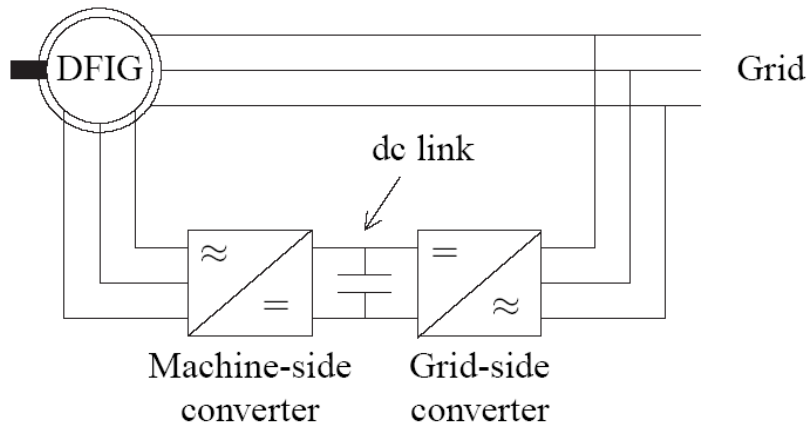 DFIG
Grid
dc link
≈
=
=
≈
Machine-side
converter
Grid-side
converter